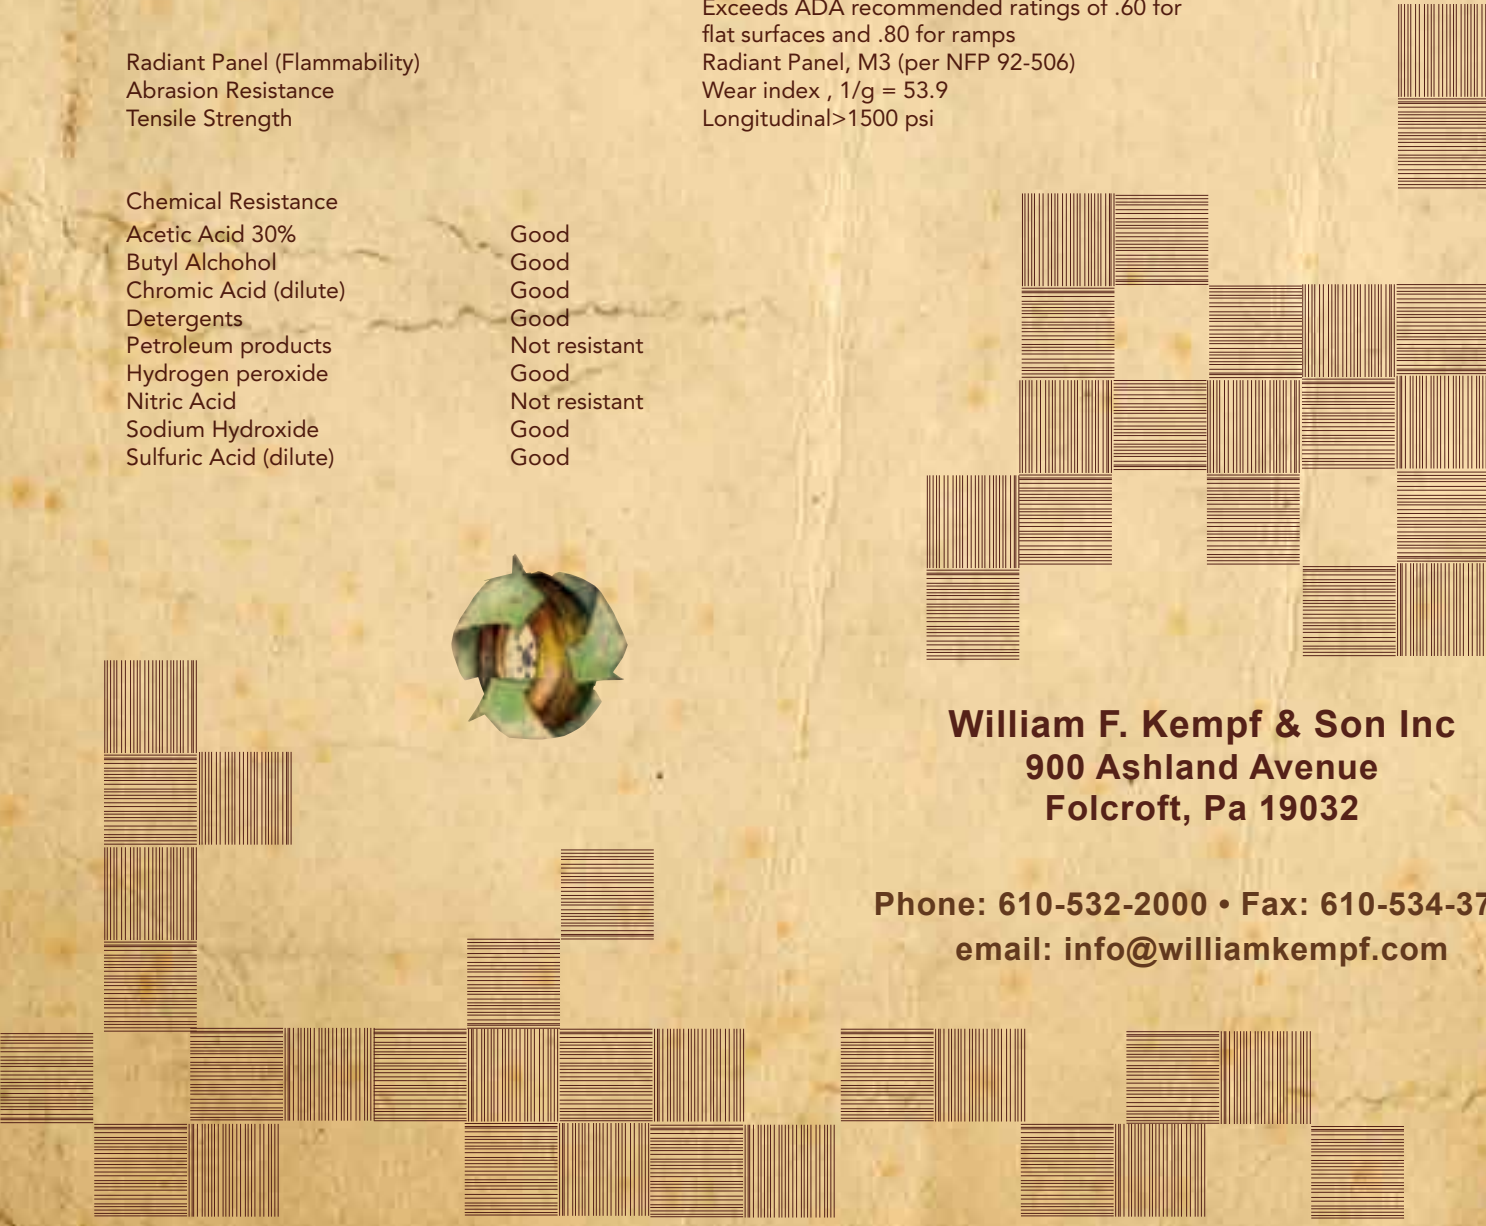 Exceeds ADA recommended ratings of .60 for
flat surfaces and .80 for ramps
Radiant Panel (Flammability) Radiant Panel, M3 (per NFP 92-506)
Abrasion Resistance Wear index , 1/g = 53.9
Tensile Strength Longitudinal>1500 psi
Chemical Resistance
Acetic Acid 30% Good
Butyl Alchohol Good
Chromic Acid (dilute) Good
Detergents Good
Petroleum products Not resistant
Hydrogen peroxide Good
Nitric Acid Not resistant
Sodium Hydroxide Good
Sulfuric Acid (dilute) Good
William F. Kempf & Son Inc
900 Ashland Avenue
Folcroft, Pa 19032
Phone: 610-532-2000 • Fax: 610-534-37
email: info@williamkempf.com